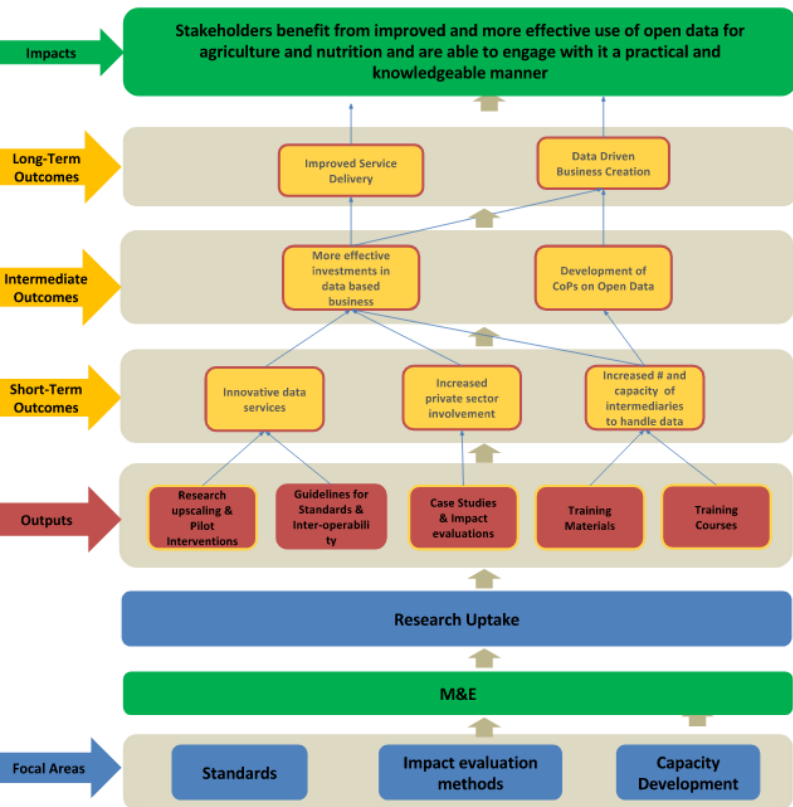 Impacts
Stakeholders benefit from improved and more effective use of open data for
agriculture and nutrition and are able to engage with it a practical and
knowledgeable manner
Long-Term
Outcomes
Improved Service
Delivery
Data Driven
Business Creation
Intermediate
Outcomes
More effective
investments in
data based
business
Development of
CoPs on Open Data
Short-Term
Outcomes
Innovative data
services
Increased
private sector
involvement
Increased # and
capacity of
intermediaries
to handle data
Outputs
Research
upscaling &
Pilot
Interventions
Guidelines for
Standards &
Inter-operabili
ty
Case Studies
& Impact
evaluations
Training
Materials
Training
Courses
Research Uptake
M&E
Focal Areas
Standards
Impact evaluation
methods
Capacity
Development